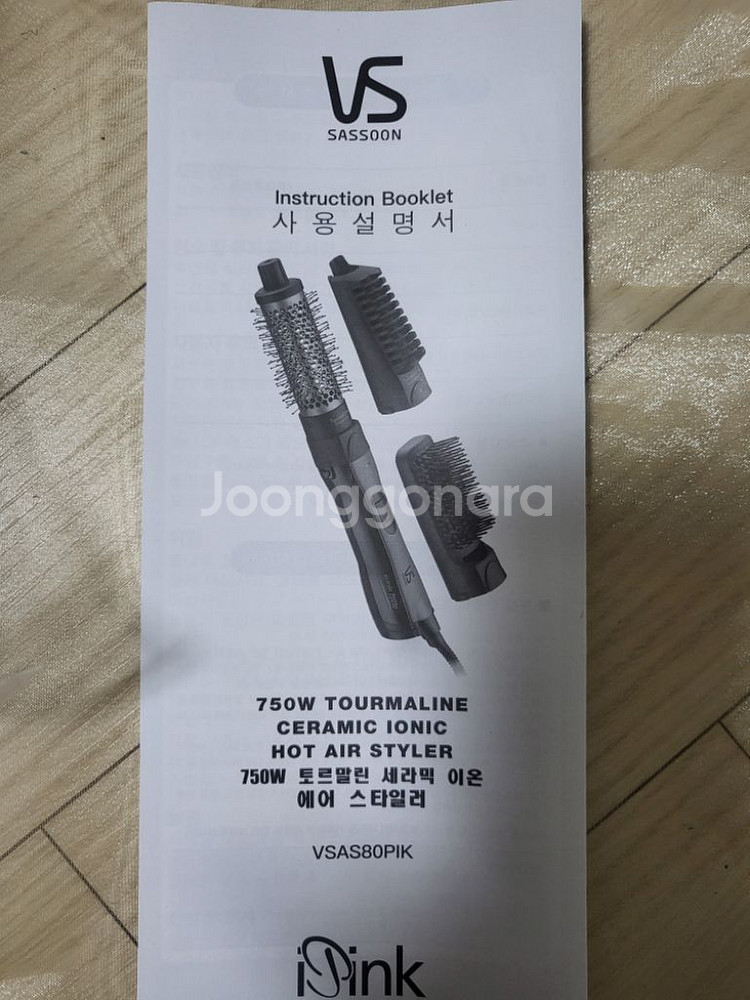 VS
SASSOON
Instruction Booklet
사용설명서
Joonggonara
750W TOURMALINE
CERAMIC IONIC
HOT AIR STYLER
750W 토르말린 세라믹 이온
에어 스타일러
VSAS80PIK
iPink